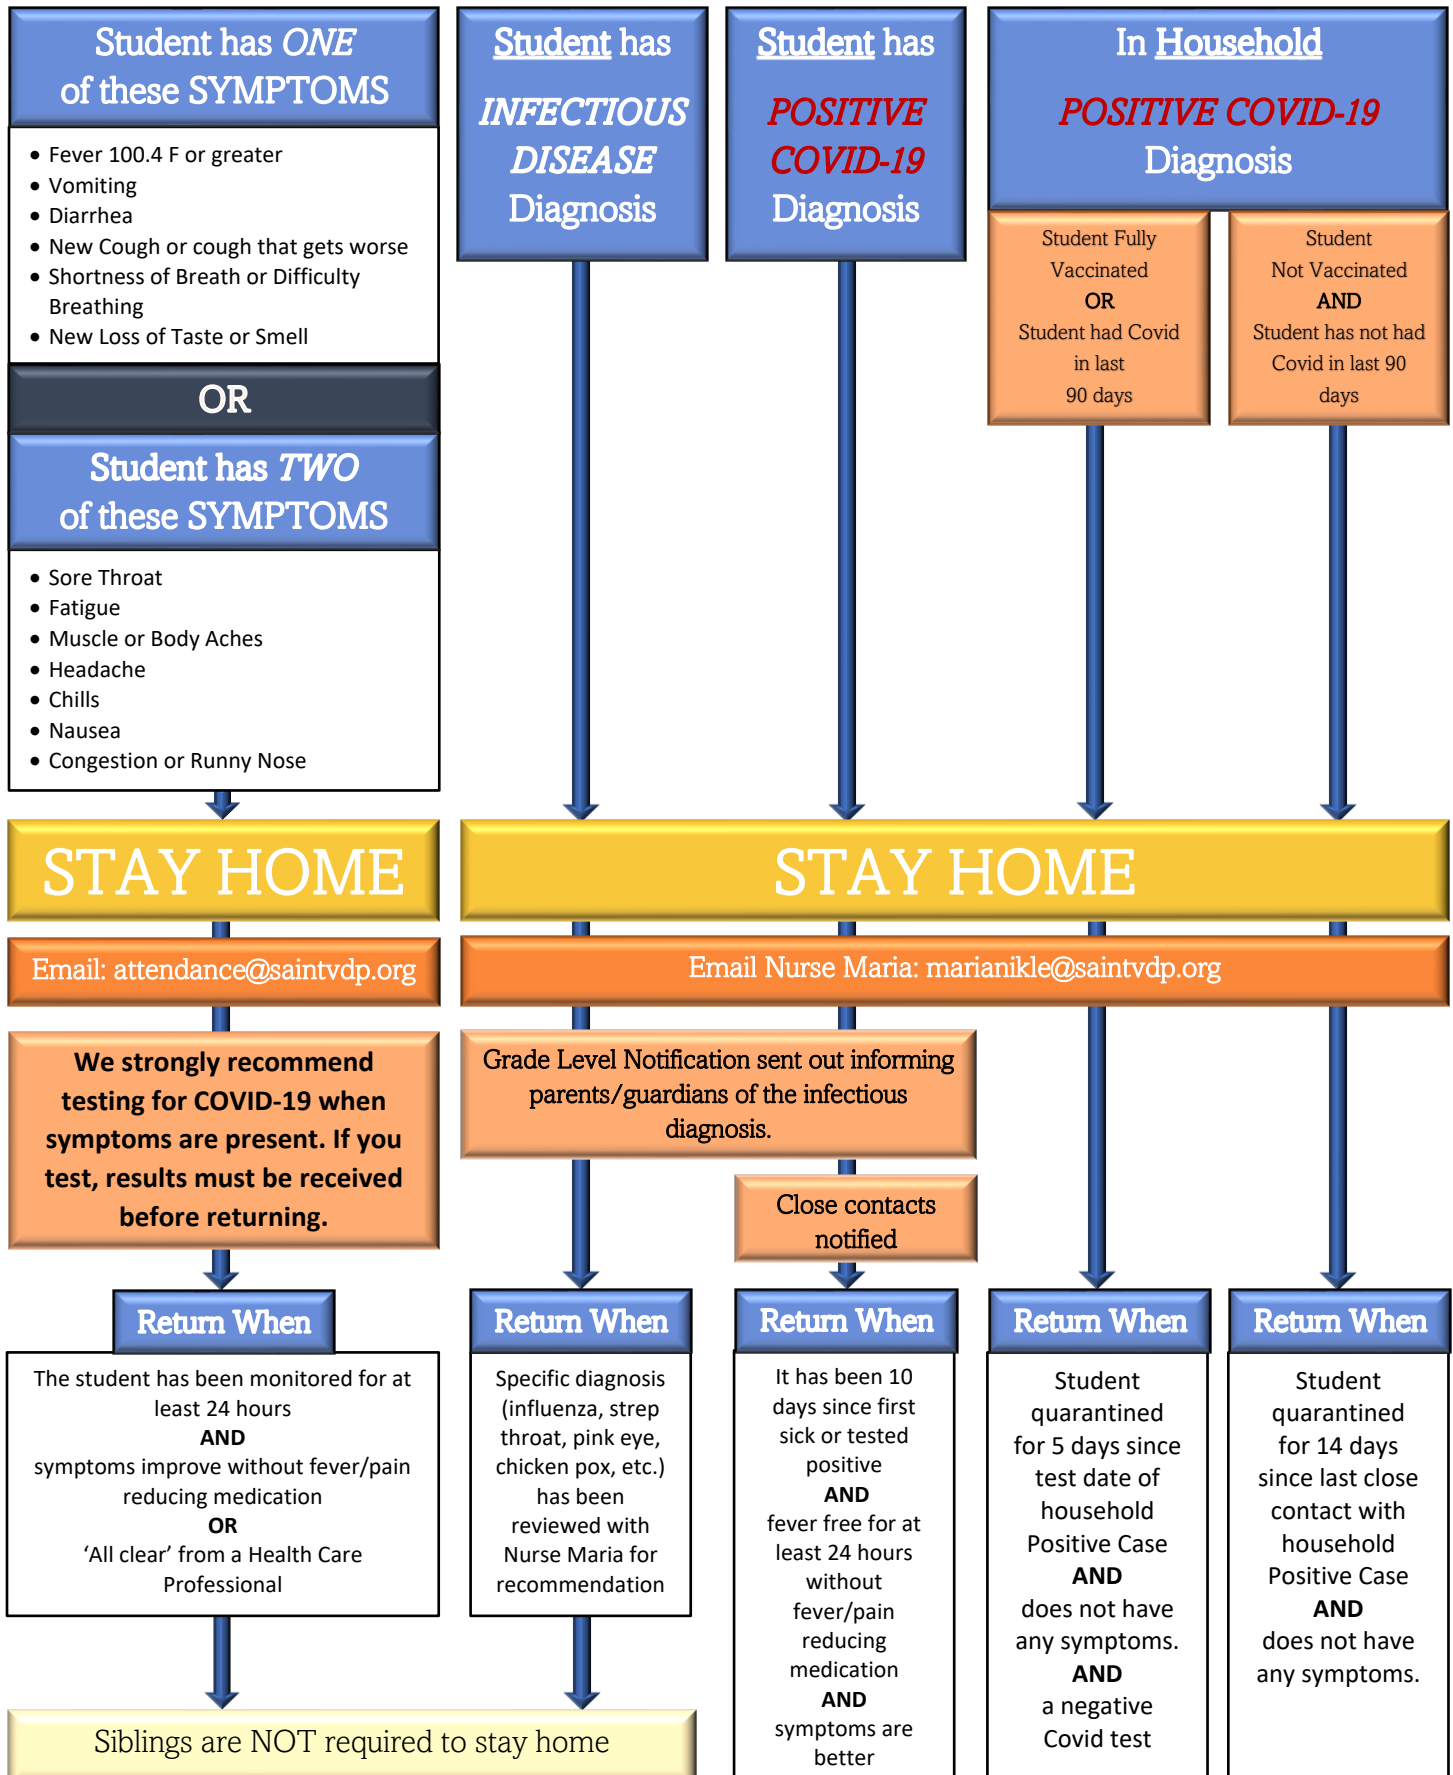 Student has ONE
of these SYMPTOMS
• Fever 100.4 F or greater
• Vomiting
• Diarrhea
• New Cough or cough that gets worse
• Shortness of Breath or Difficulty
Breathing
• New Loss of Taste or Smell
OR
Student has TWO
of these SYMPTOMS
• Sore Throat
• Fatigue
• Muscle or Body Aches
• Headache
• Chills
• Nausea
• Congestion or Runny Nose
STAY HOME
Email: attendance@saintvdp.org
We strongly recommend
testing for COVID-19 when
symptoms are present. If you
test, results must be received
before returning.
Return When
The student has been monitored for at
least 24 hours
AND
symptoms improve without fever/pain
reducing medication
OR
‘All clear’ from a Health Care
Professional
Student has
INFECTIOUS
DISEASE
Diagnosis
Student has
POSITIVE
COVID-19
Diagnosis
In Household
POSITIVE COVID-19
Diagnosis
Student Fully
Vaccinated
OR
Student had Covid
in last
90 days
Student
Not Vaccinated
AND
Student has not had
Covid in last 90
days
STAY HOME
Email Nurse Maria: marianikle@saintvdp.org
Grade Level Notification sent out informing
parents/guardians of the infectious
diagnosis.
Close contacts
notified
Return When
Specific diagnosis
(influenza, strep
throat, pink eye,
chicken pox, etc.)
has been
reviewed with
Nurse Maria for
recommendation
Siblings are NOT required to stay home
Return When
It has been 10
days since first
sick or tested
positive
AND
fever free for at
least 24 hours
without
fever/pain
reducing
medication
AND
symptoms are
better
Return When
Student
quarantined
for 5 days since
test date of
household
Positive Case
AND
does not have
any symptoms.
AND
a negative
Covid test
Return When
Student
quarantined
for 14 days
since last close
contact with
household
Positive Case
AND
does not have
any symptoms.